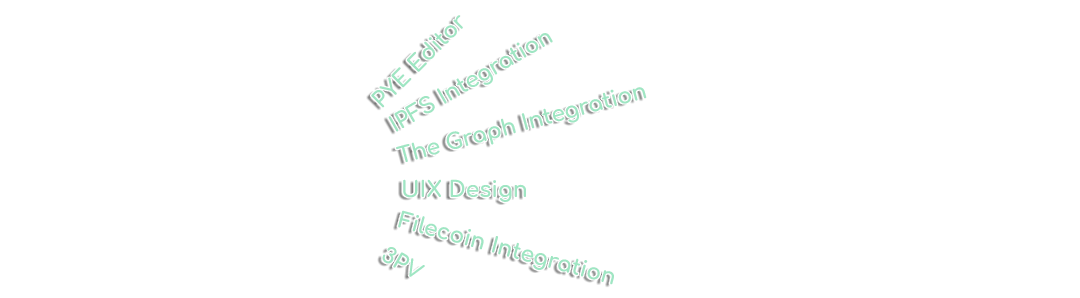 PYE Editor
IPFS Integration
The Graph Integration
UIX Design
Filecoin Integration
3PV